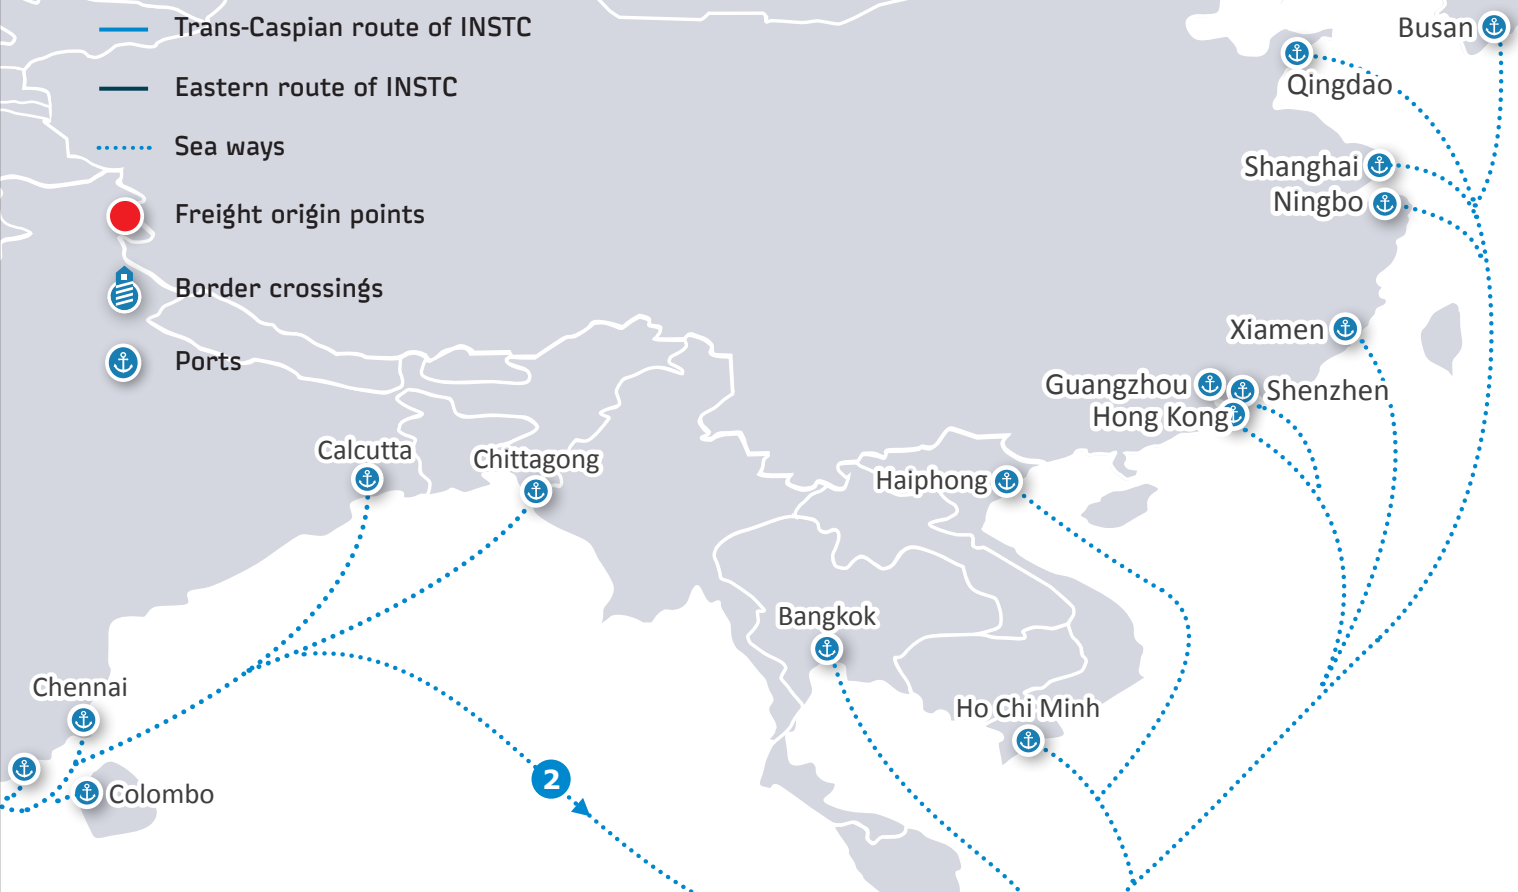 Trans-Caspian route of INSTC
Eastern route of INSTC
Sea ways
Freight origin points
Border crossings
Ports
Busan
Qingdao
Shanghai
Ningbo
Xiamen
Guangzhou
Shenzhen
Hong Kong
Calcutta
Chittagong
Haiphong
Bangkok
Chennai
Ho Chi Minh
2
Colombo